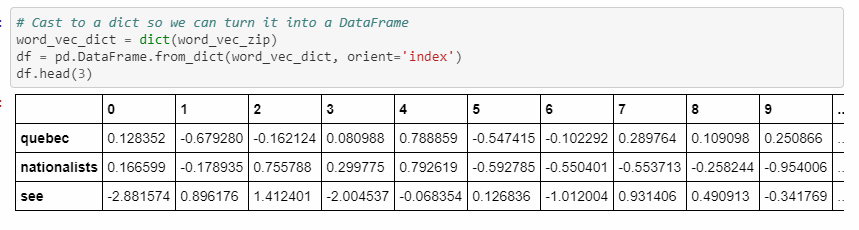 # Cast to a dict so we can turn it into a DataFrame
word_vec_dict = dict(word_vec_zip)
df = pd.DataFrame.from_dict(word_vec_dict, orient='index')
df.head(3)
0 1 2 3 4 5 6 7 8 9 ..
quebec 0.128352 -0.679280 -0.162124 0.080988 0.788859 -0.547415 -0.102292 0.289764 0.109098 0.250866 ..
nationalists 0.166599 -0.178935 0.755788 0.299775 0.792619 -0.592785 -0.550401 -0.553713 -0.258244 -0.954006 ..
see -2.881574 0.896176 1.412401 -2.004537 -0.068354 0.126836 -1.012004 0.931406 0.490913 -0.341769 ..